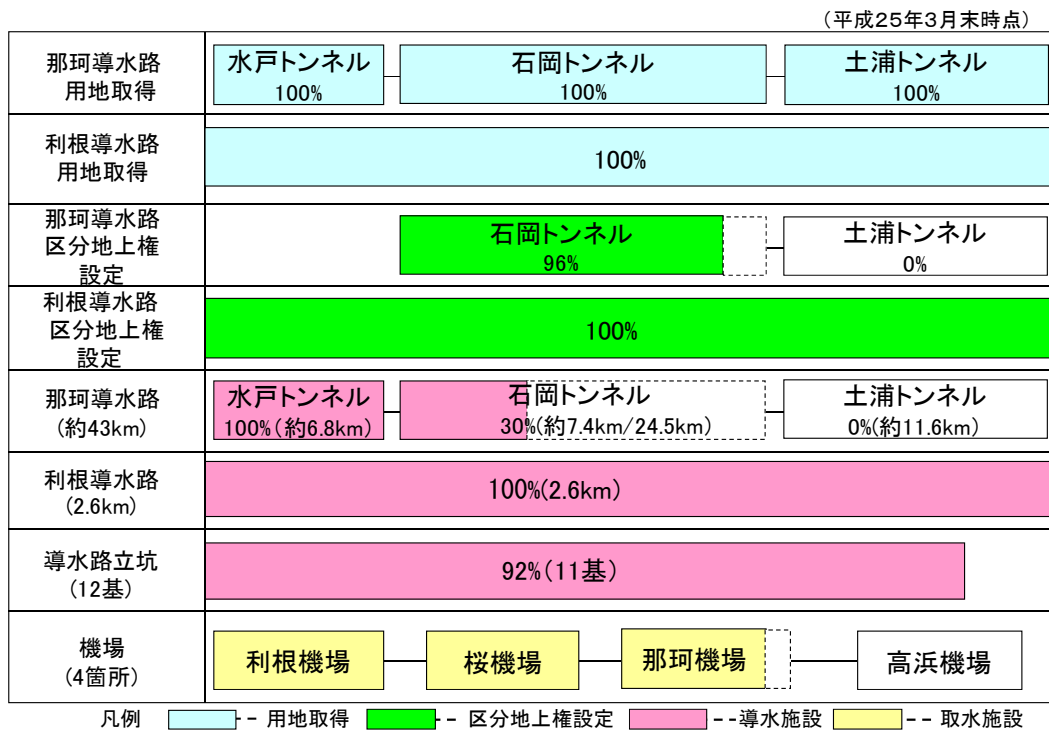 (平成25年3月末時点)
那珂導水路
用地取得
水戸トンネル
100%
石岡トンネル
100%
土浦トンネル
100%
利根導水路
用地取得
100%
那珂導水路
区分地上権
設定
石岡トンネル
96%
土浦トンネル
0%
利根導水路
区分地上権
設定
100%
那珂導水路
(約43km)
水戸トンネル
100%(約6.8km)
石岡トンネル
30%(約7.4km/24.5km)
土浦トンネル
0%(約11.6km)
利根導水路
(2.6km)
100%(2.6km)
導水路立坑
(12基)
92%(11基)
機場
(4箇所)
利根機場
桜機場
那珂機場
高浜機場
凡例 -- 用地取得 -- 区分地上権設定 --導水施設 -- 取水施設